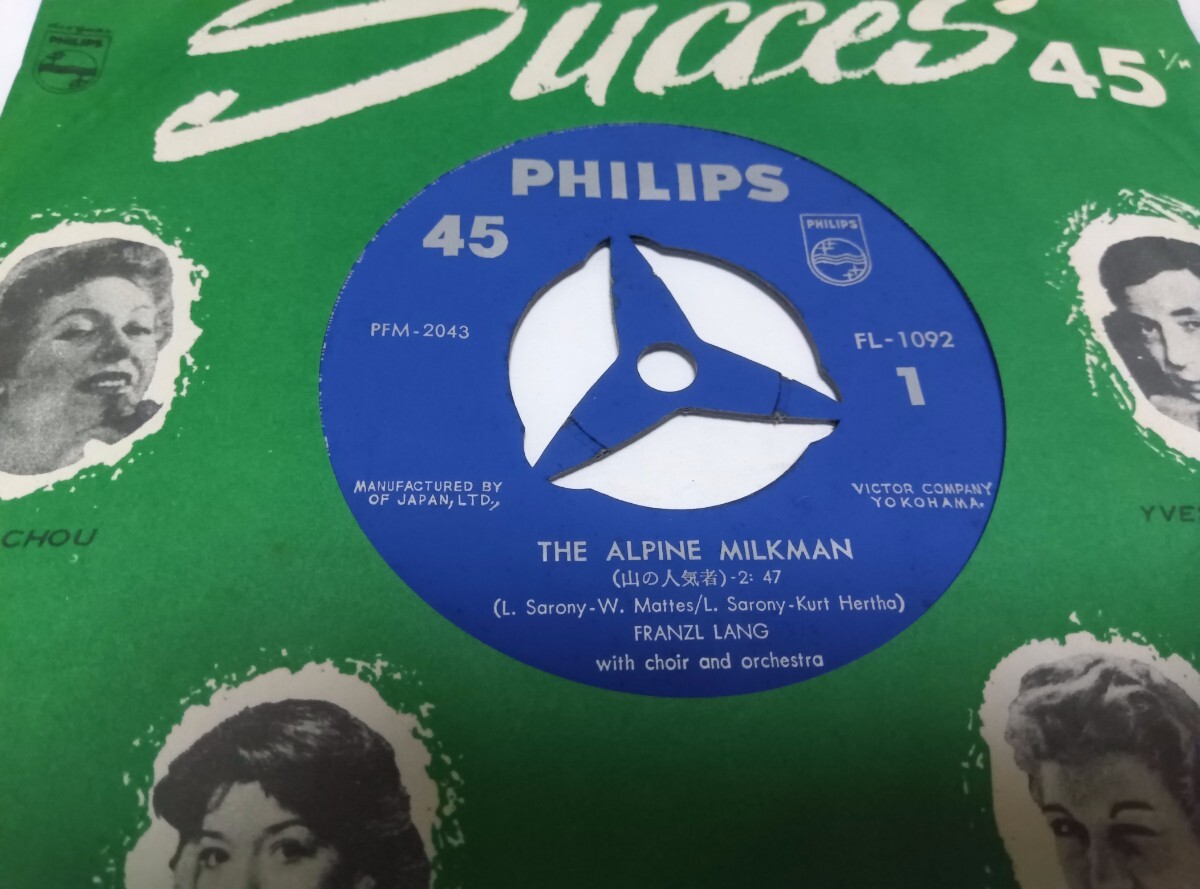 Succes
45
PHILIPS
PHILIPS
45
PHILIPS
PFM-2043
FL-1092
1
MANUFACTURED BY
OF JAPAN, LTD.,
VICTOR COMPANY
YOKOHAMA.
CHOU
YVES
THE ALPINE MILKMAN
(山の人気者)-2: 47
(L. Sarony-W. Mattes/L. Sarony-Kurt Hertha)
FRANZL LANG
with choir and orchestra